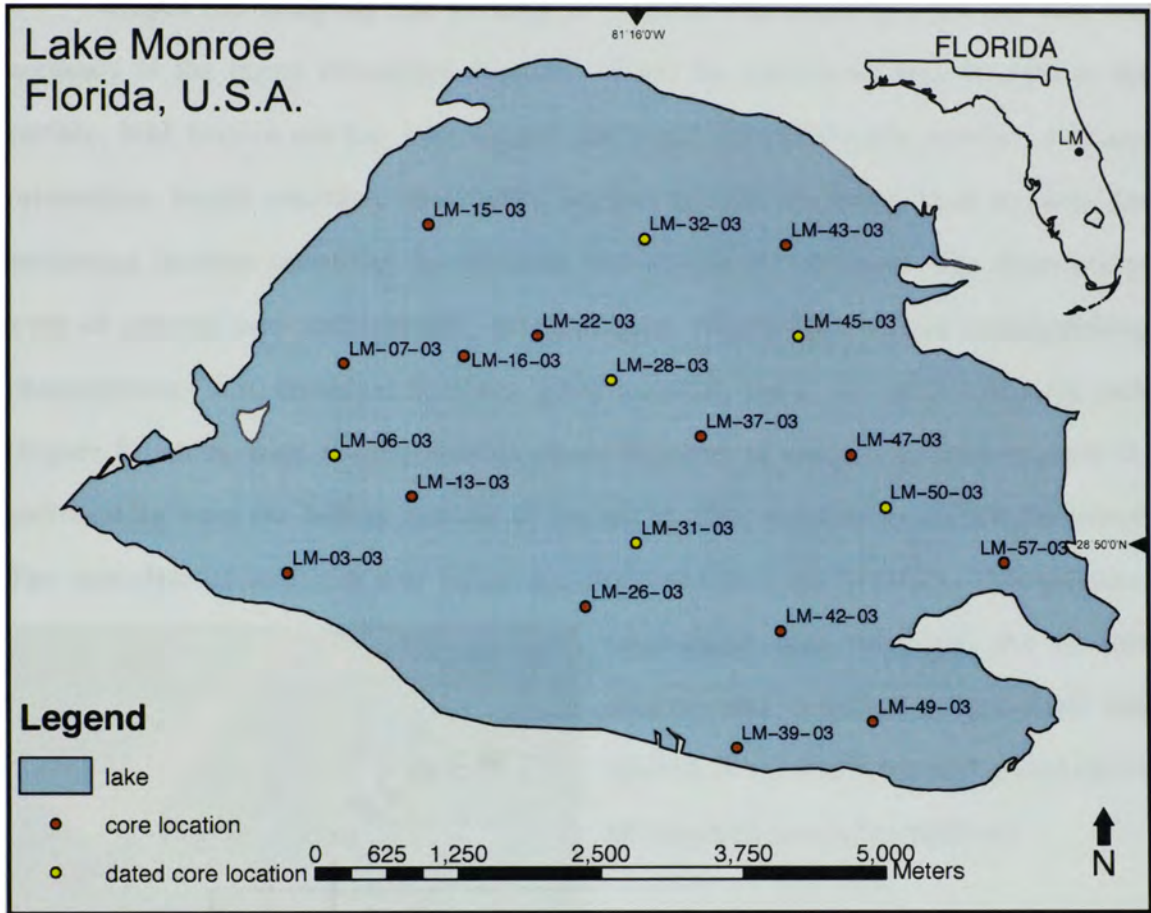 Lake Monroe
Florida, U.S.A.
81°16'0"W
FLORIDA
LM
LM-15-03
LM-32-03
LM-43-03
LM-22-03
LM-45-03
LM-07-03
LM-16-03
LM-28-03
LM-37-03
LM-06-03
LM-47-03
LM-13-03
LM-50-03
LM-31-03
28°50'0"N
LM-57-03
LM-03-03
LM-26-03
LM-42-03
LM-49-03
LM-39-03
Legend
lake
core location
dated core location
0 625 1,250 2,500 3,750 5,000
Meters
N